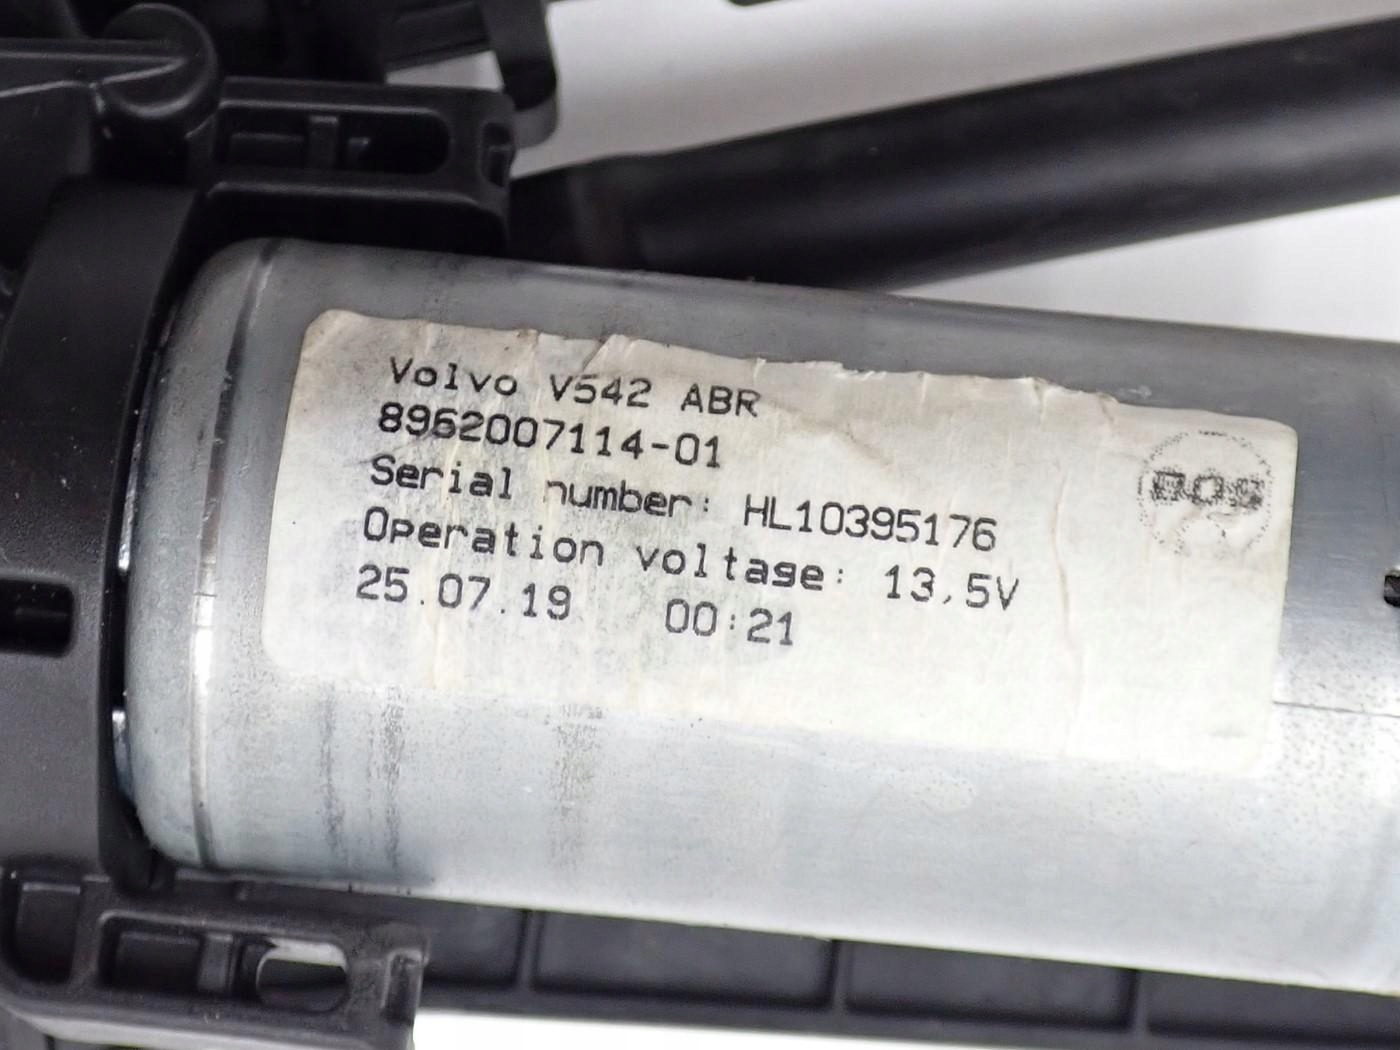 Volvo V542 ABR
8962007114-01
Serial number: HL10395176
Operation voltage: 13,5V
25.07.19 00:21
BOS